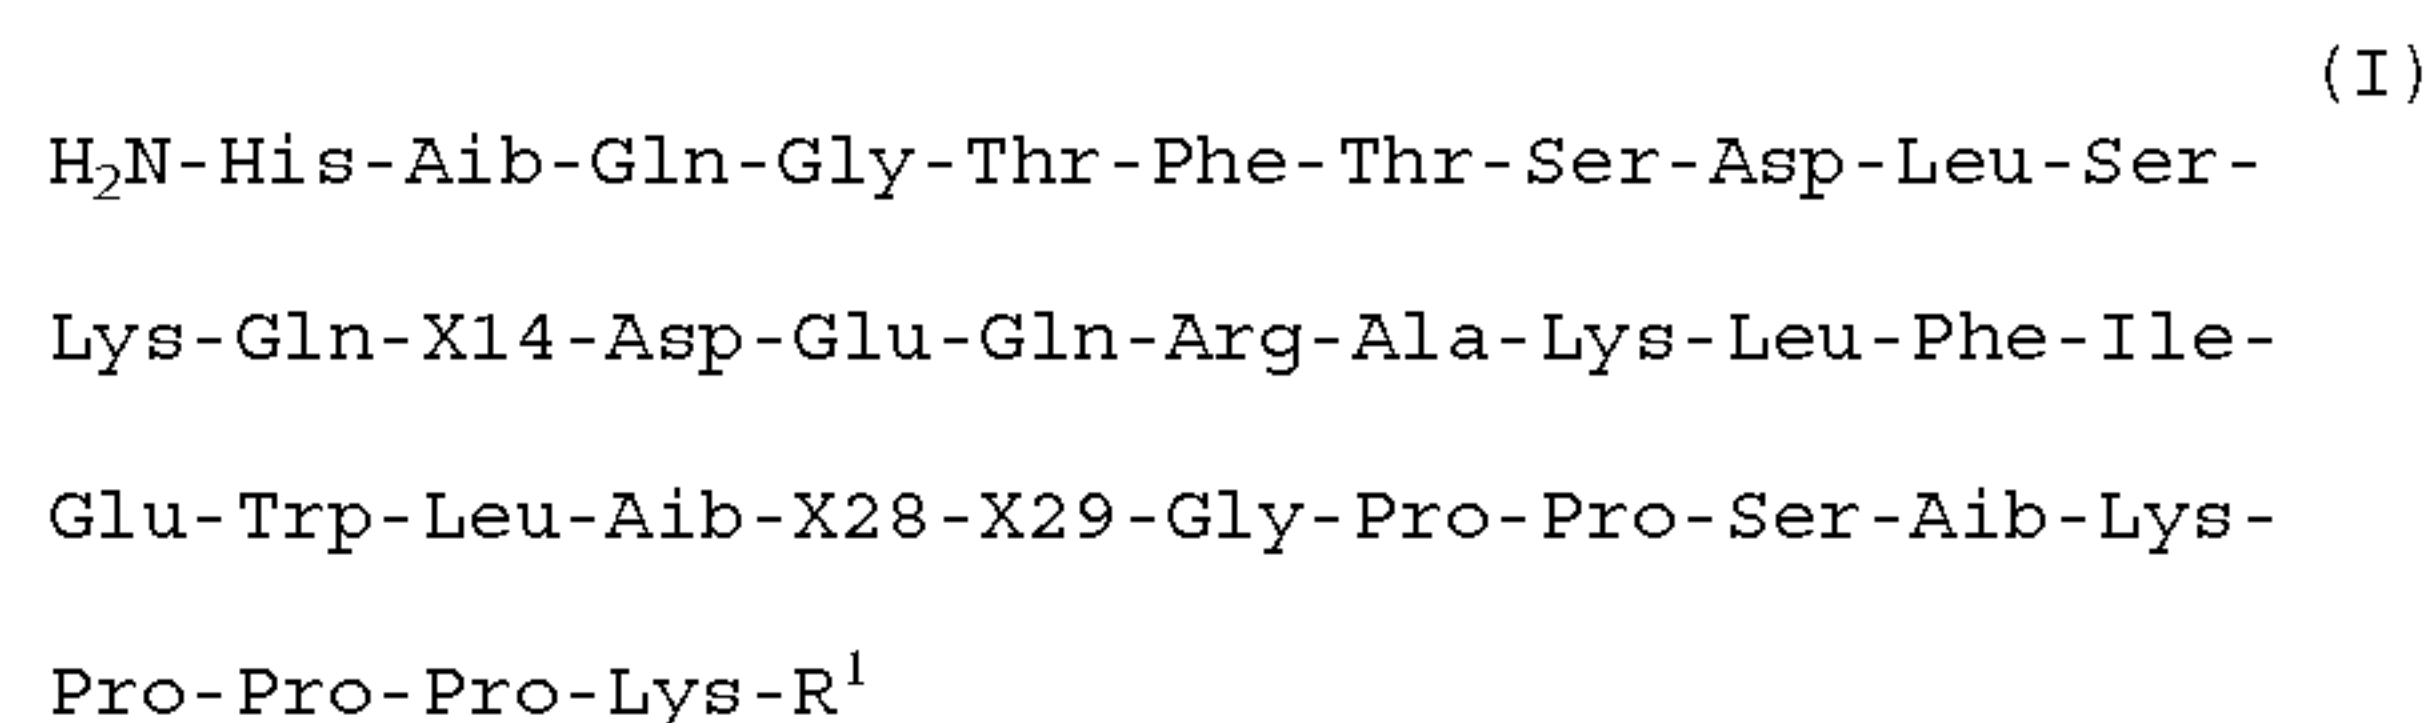 (I)
H₂N-His-Aib-Gln-Gly-Thr-Phe-Thr-Ser-Asp-Leu-Ser-
Lys-Gln-X14-Asp-Glu-Gln-Arg-Ala-Lys-Leu-Phe-Ile-
Glu-Trp-Leu-Aib-X28-X29-Gly-Pro-Pro-Ser-Aib-Lys-
Pro-Pro-Pro-Lys-R¹